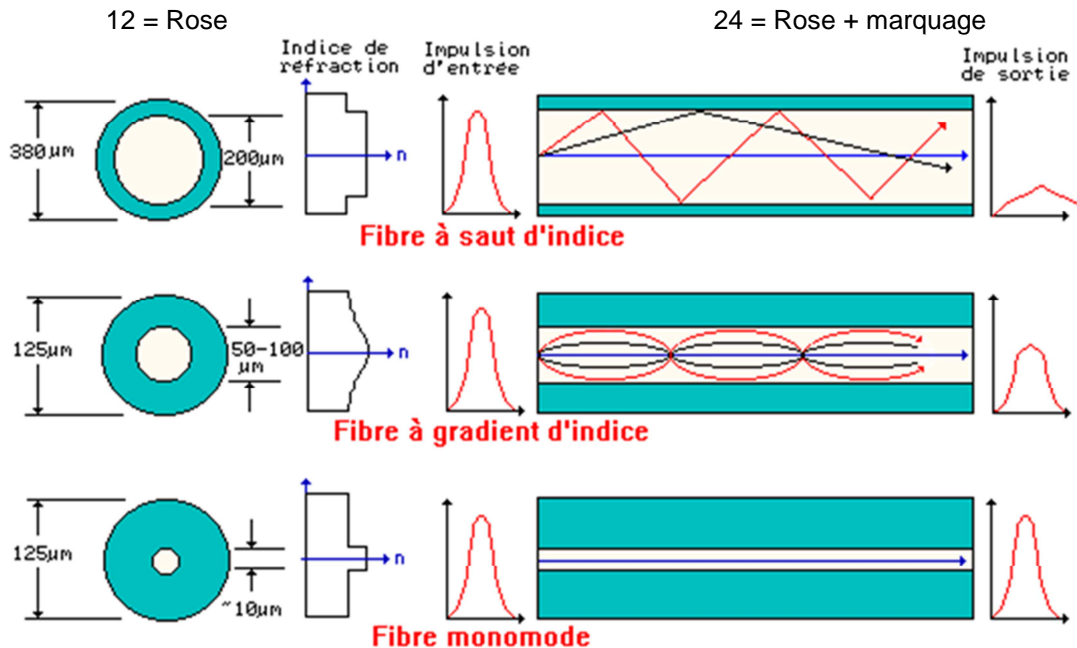 12 = Rose
24 = Rose + marquage
Indice de
réfraction
Impulsion
d'entrée
Impulsion
de sortie
380µm
200µm
n
Fibre à saut d'indice
125µm
50-100
µm
n
Fibre à gradient d'indice
125µm
~10µm
n
Fibre monomode